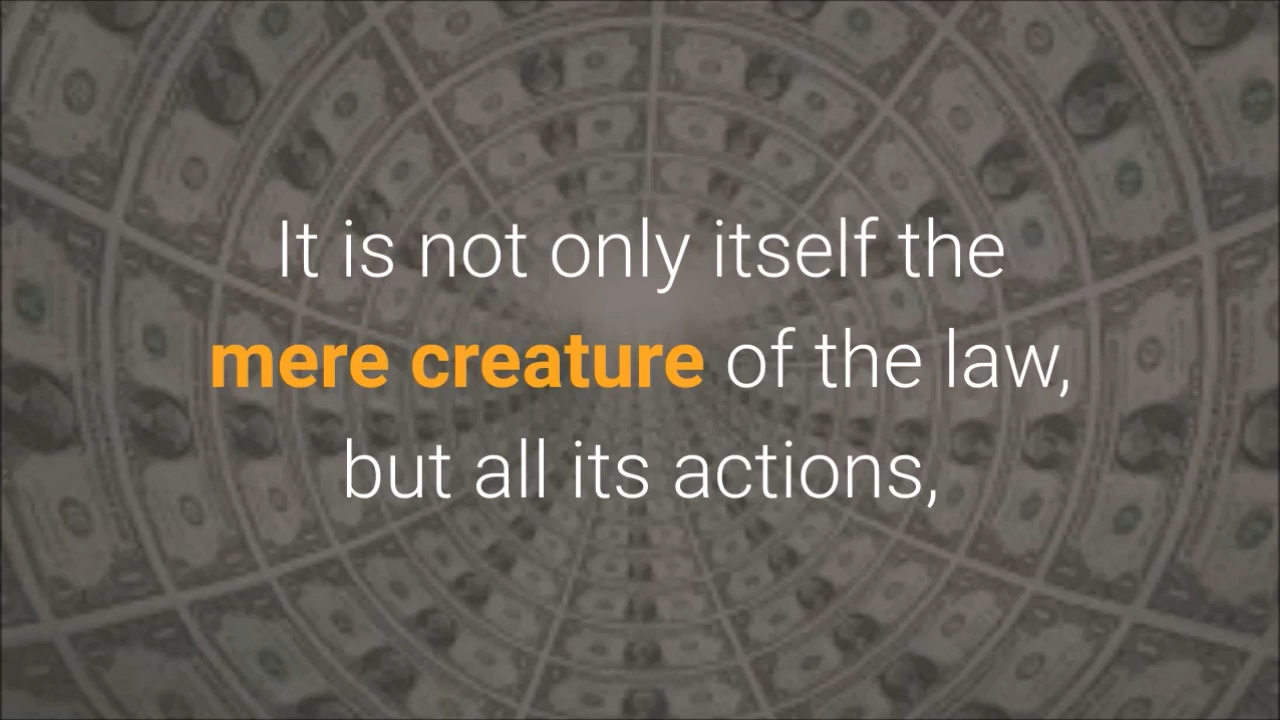 It is not only itself the
mere creature of the law,
but all its actions,